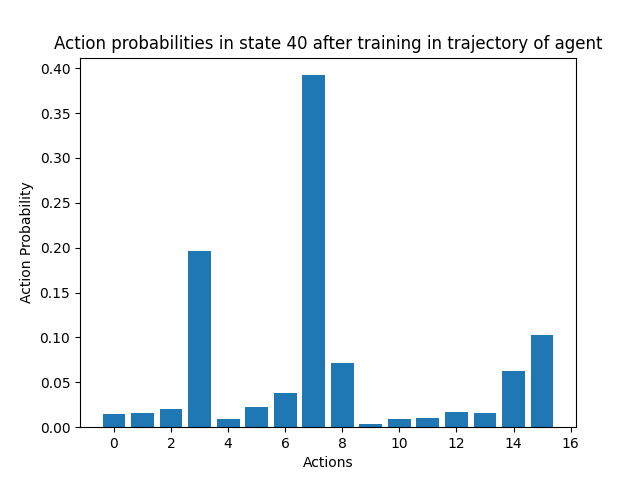 Action probabilities in state 40 after training in trajectory of agent
0.40
0.35
0.30
0.25
0.20
0.15
0.10
0.05
0.00
Action Probability
0 2 4 6 8 10 12 14 16
Actions